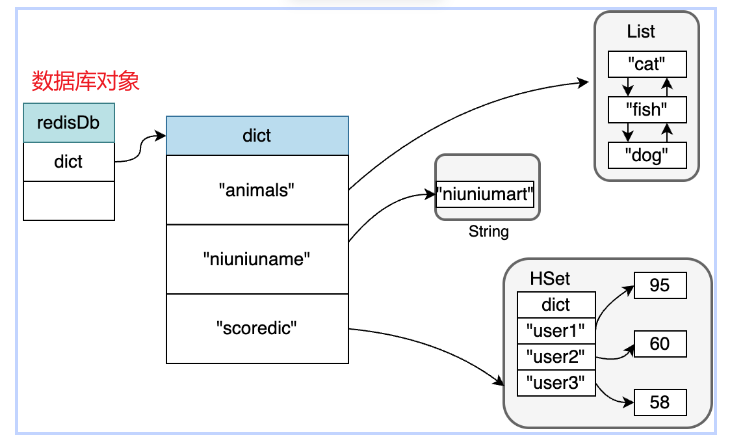 数据库对象
redisDb
dict
dict
"animals"
"niuniuname"
"scoredic"
List
"cat"
"fish"
"dog"
"niuniumart"
String
HSet
dict
"user1"
"user2"
"user3"
95
60
58